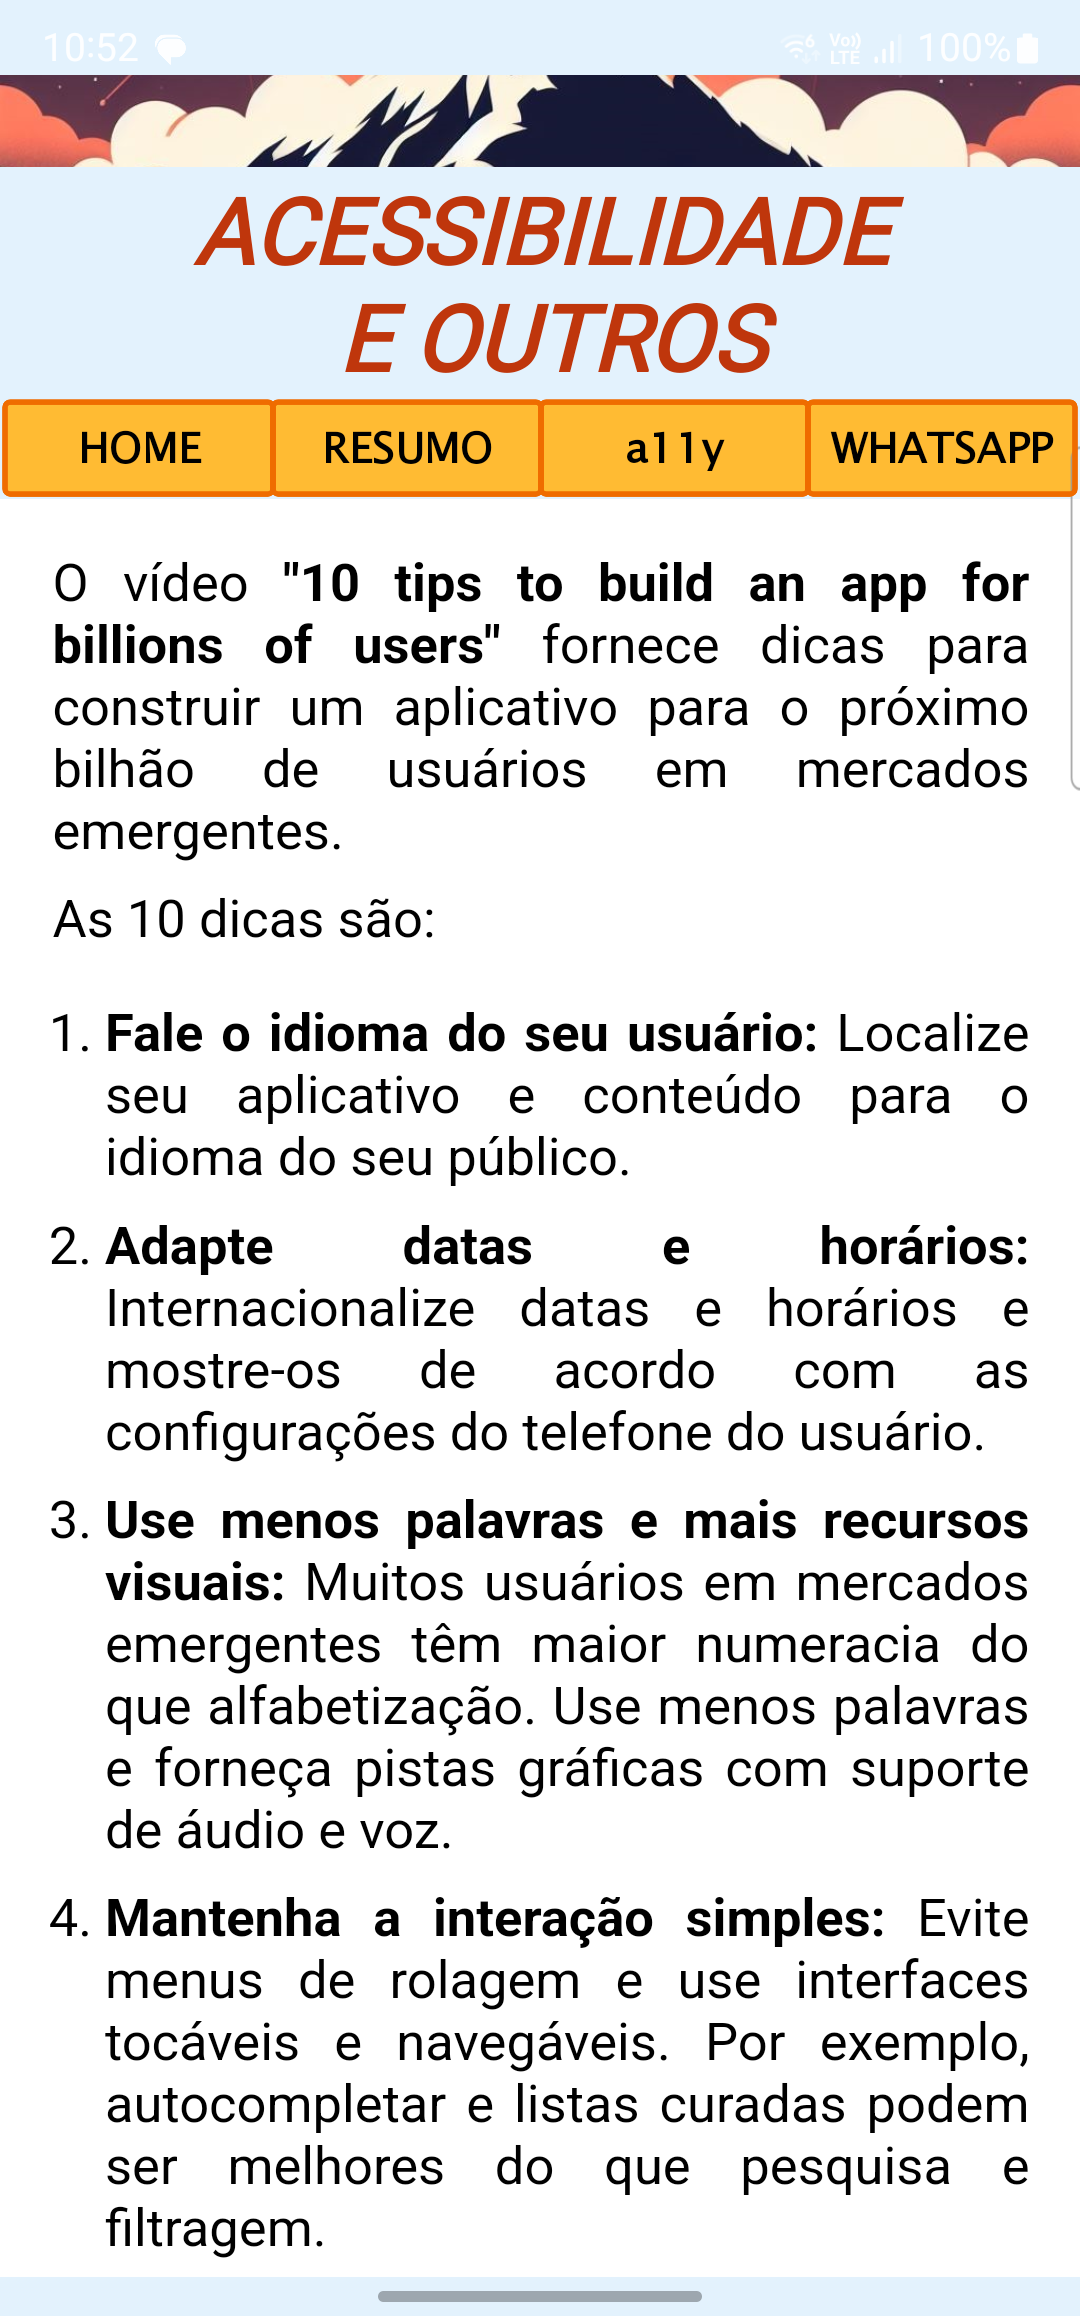 10:52
Vo))
LTE
100%
ACESSIBILIDADE
E OUTROS
HOME
RESUMO
a11y
WHATSAPP
O vídeo "10 tips to build an app for
billions of users" fornece dicas para
construir um aplicativo para o próximo
bilhão de usuários em mercados
emergentes.
As 10 dicas são:
1. Fale o idioma do seu usuário: Localize
seu aplicativo e conteúdo para o
idioma do seu público.
2. Adapte datas e horários:
Internacionalize datas e horários e
mostre-os de acordo com as
configurações do telefone do usuário.
3. Use menos palavras e mais recursos
visuais: Muitos usuários em mercados
emergentes têm maior numeracia do
que alfabetização. Use menos palavras
e forneça pistas gráficas com suporte
de áudio e voz.
4. Mantenha a interação simples: Evite
menus de rolagem e use interfaces
tocáveis e navegáveis. Por exemplo,
autocompletar e listas curadas podem
ser melhores do que pesquisa e
filtragem.